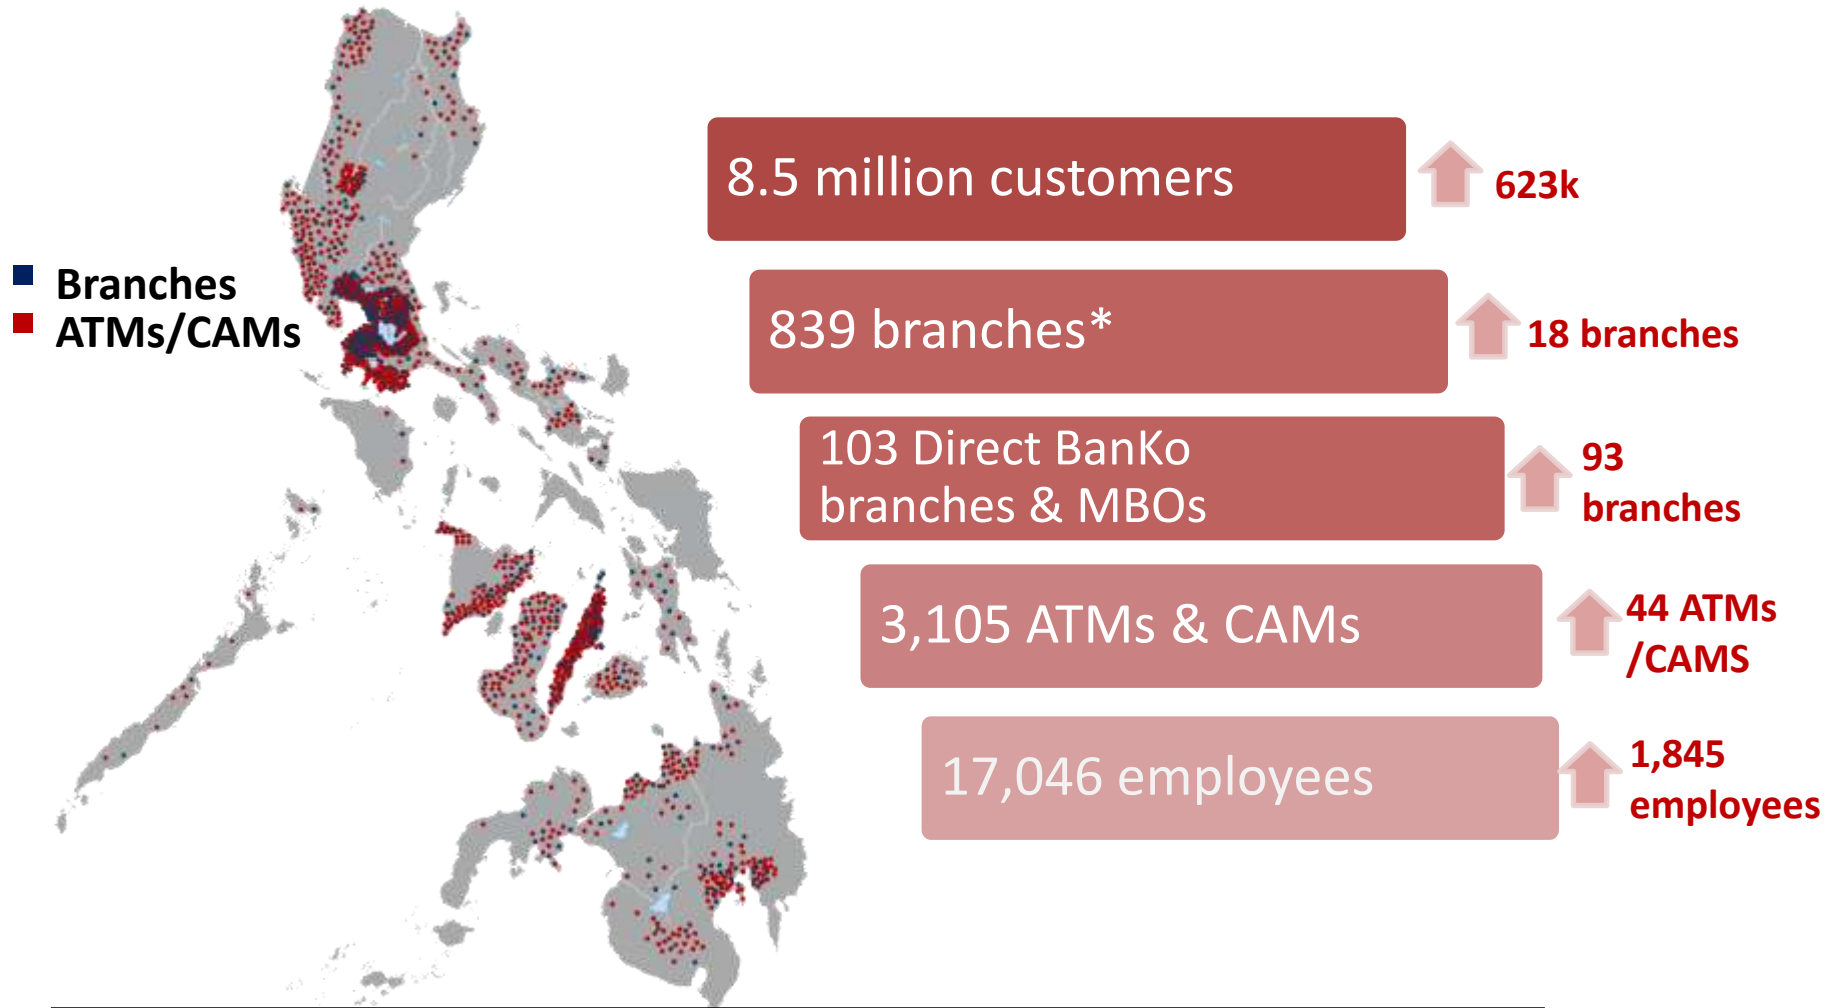 Branches
ATMs/CAMs
8.5 million customers
623k
839 branches*
18 branches
103 Direct BanKo
branches & MBOs
93
branches
3,105 ATMs & CAMs
44 ATMs
/CAMS
17,046 employees
1,845
employees